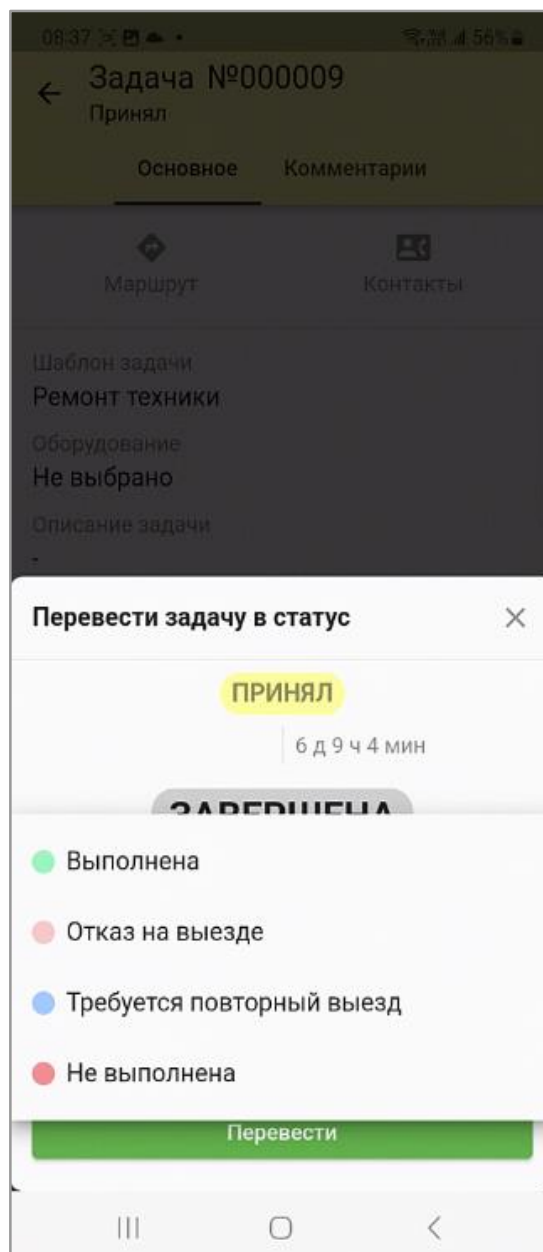 08:37 56%
Задача №000009
Принял
Основное Комментарии
Маршрут Контакты
Шаблон задачи
Ремонт техники
Оборудование
Не выбрано
Описание задачи
-
Перевести задачу в статус
ПРИНЯЛ
6 д 9 ч 4 мин
ЗАВЕРШЕНА
Выполнена
Отказ на выезде
Требуется повторный выезд
Не выполнена
Перевести